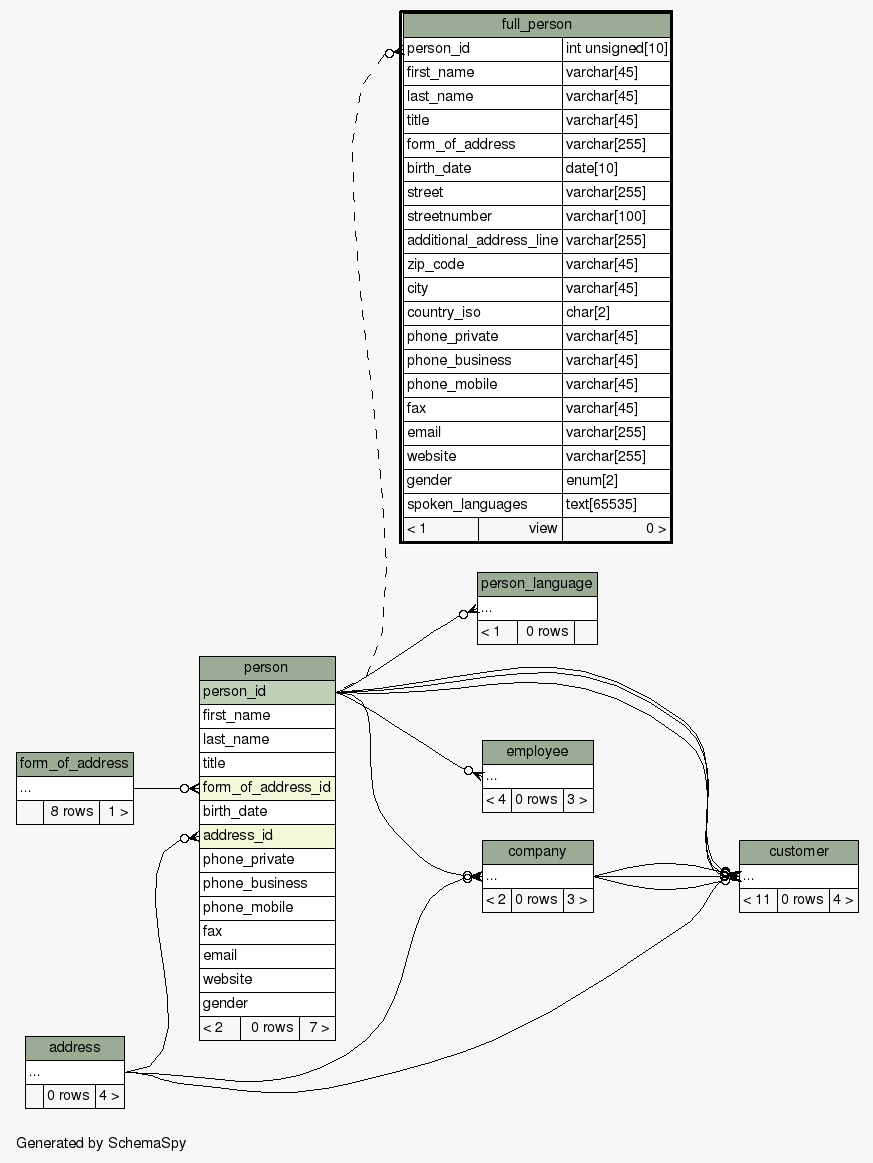 full_person
person_id int unsigned[10]
first_name varchar[45]
last_name varchar[45]
title varchar[45]
form_of_address varchar[255]
birth_date date[10]
street varchar[255]
streetnumber varchar[100]
additional_address_line varchar[255]
zip_code varchar[45]
city varchar[45]
country_iso char[2]
phone_private varchar[45]
phone_business varchar[45]
phone_mobile varchar[45]
fax varchar[45]
email varchar[255]
website varchar[255]
gender enum[2]
spoken_languages text[65535]
< 1 view 0 >
person_language
...
< 1 0 rows
person
person_id
first_name
last_name
title
form_of_address_id
birth_date
address_id
phone_private
phone_business
phone_mobile
fax
email
website
gender
< 2 0 rows 7 >
form_of_address
...
8 rows 1 >
employee
...
< 4 0 rows 3 >
company
...
< 2 0 rows 3 >
customer
...
< 11 0 rows 4 >
address
...
0 rows 4 >
Generated by SchemaSpy